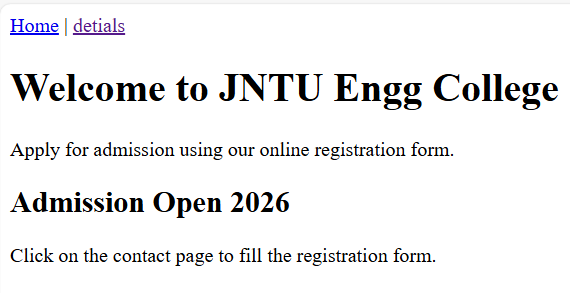 Home | detials
Welcome to JNTU Engg College
Apply for admission using our online registration form.
Admission Open 2026
Click on the contact page to fill the registration form.